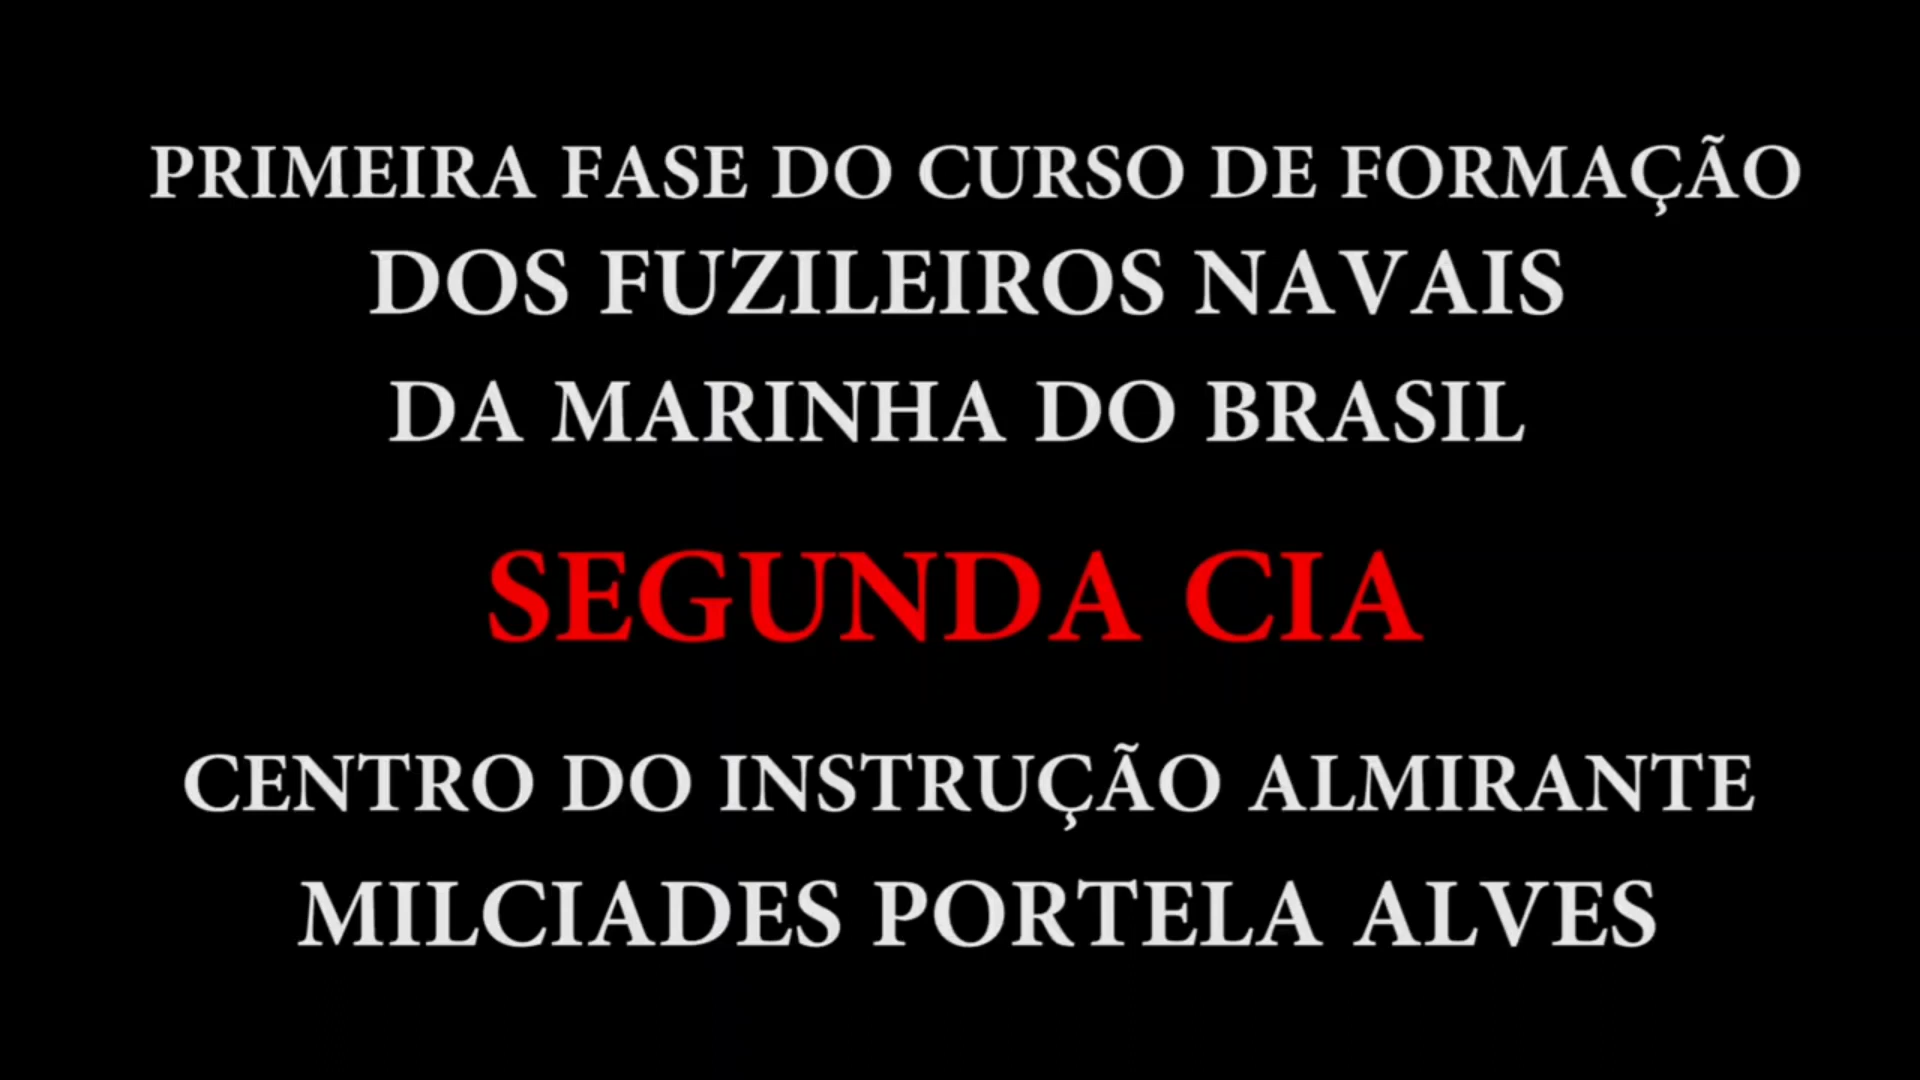 PRIMEIRA FASE DO CURSO DE FORMAÇÃO
DOS FUZILEIROS NAVAIS
DA MARINHA DO BRASIL
SEGUNDA CIA
CENTRO DO INSTRUÇÃO ALMIRANTE
MILCIADES PORTELA ALVES